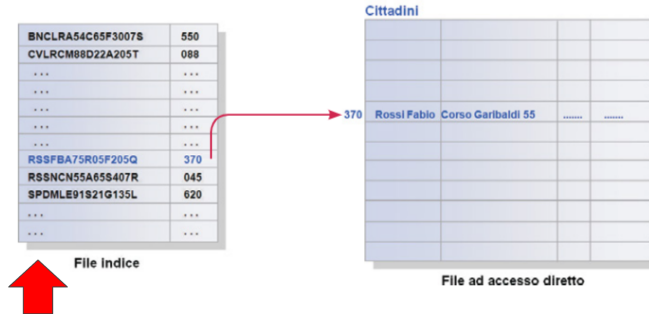 BNCLRA54C65F3007S 550
CVLRCM88D22A205T 088
... ...
... ...
... ...
... ...
... ...
RSSFBA75R05F205Q 370
RSSNCN55A65S407R 045
SPDMLE91S21G135L 620
... ...
... ...
File indice
Cittadini
370 Rossi Fabio Corso Garibaldi 55 ....... .......
File ad accesso diretto